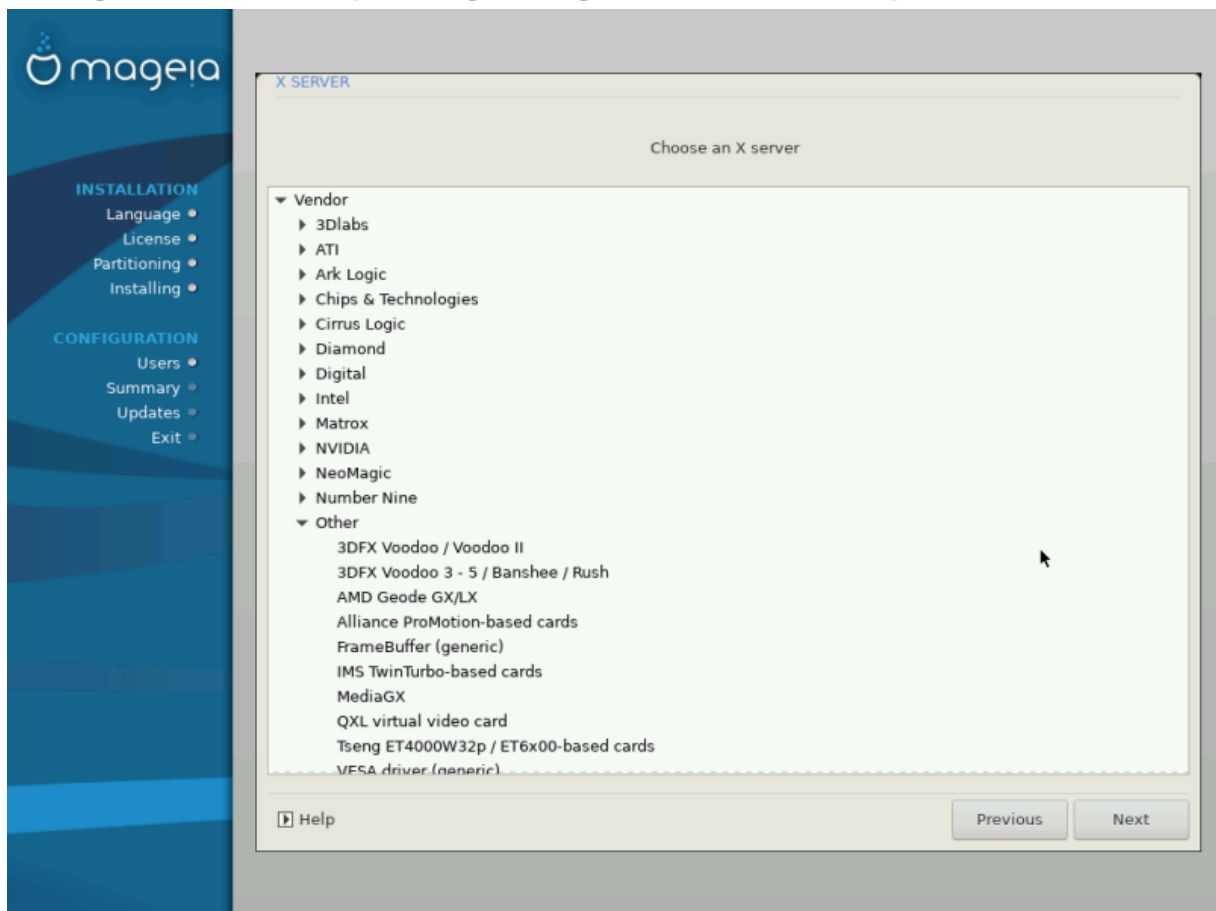 mageia
INSTALLATION
Language
License
Partitioning
Installing
CONFIGURATION
Users
Summary
Updates
Exit
X SERVER
Choose an X server
Vendor
3Dlabs
ATI
Ark Logic
Chips & Technologies
Cirrus Logic
Diamond
Digital
Intel
Matrox
NVIDIA
NeoMagic
Number Nine
Other
3DFX Voodoo / Voodoo II
3DFX Voodoo 3 - 5 / Banshee / Rush
AMD Geode GX/LX
Alliance ProMotion-based cards
FrameBuffer (generic)
IMS TwinTurbo-based cards
MediaGX
QXL virtual video card
Tseng ET4000W32p / ET6x00-based cards
VESA driver (generic)
Help
Previous
Next